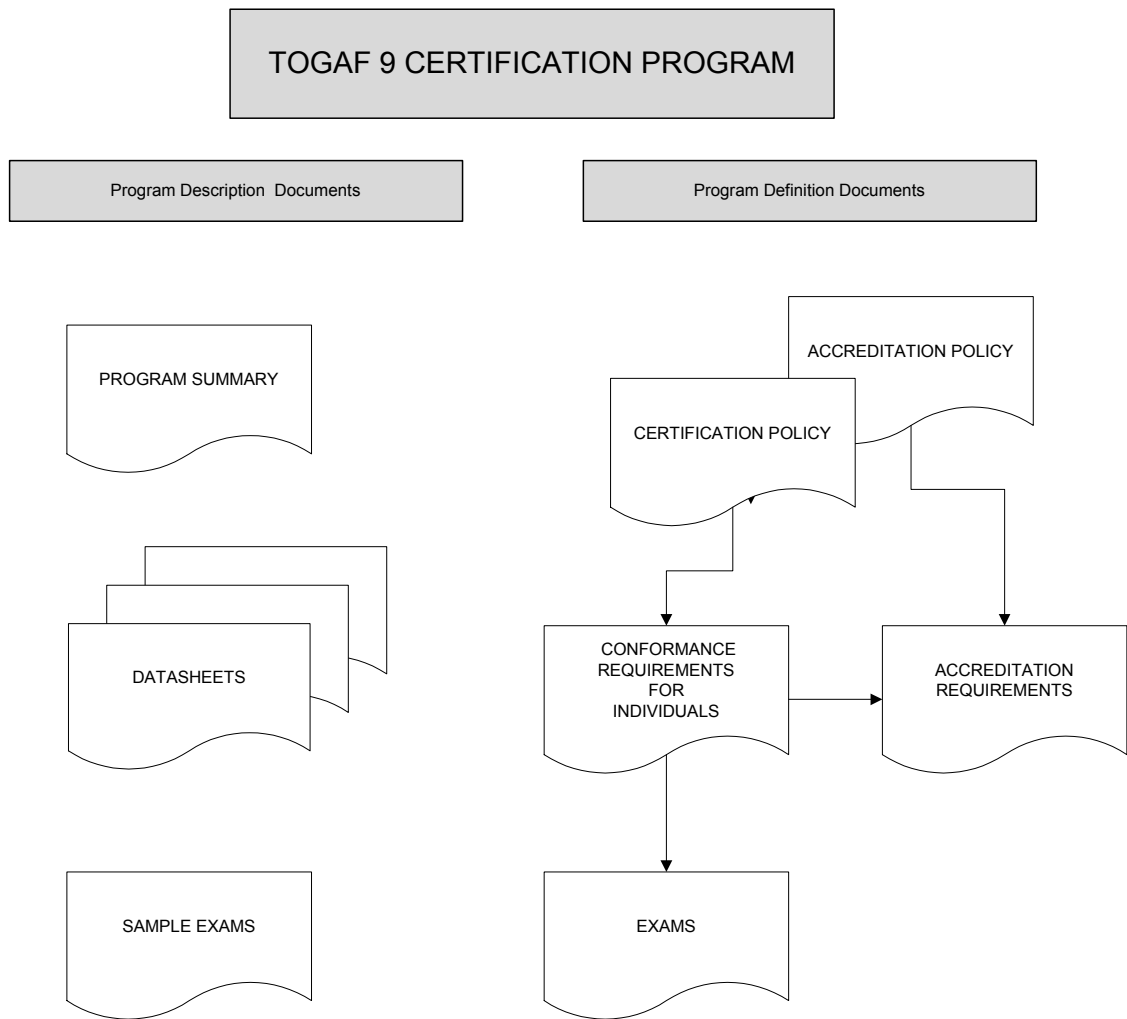 TOGAF 9 CERTIFICATION PROGRAM
Program Description Documents
Program Definition Documents
PROGRAM SUMMARY
ACCREDITATION POLICY
CERTIFICATION POLICY
DATASHEETS
CONFORMANCE
REQUIREMENTS
FOR
INDIVIDUALS
ACCREDITATION
REQUIREMENTS
SAMPLE EXAMS
EXAMS